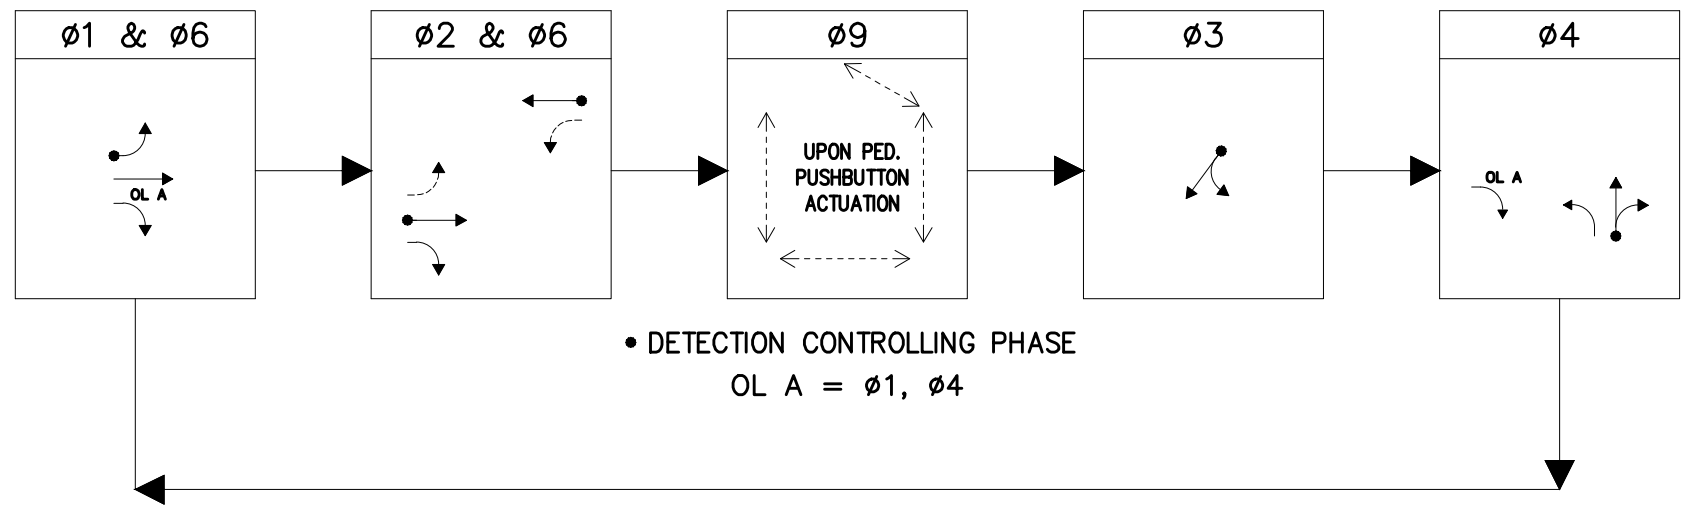 ø1 & ø6
ø2 & ø6
ø9
ø3
ø4
OL A
UPON PED.
PUSHBUTTON
ACTUATION
OL A
• DETECTION CONTROLLING PHASE
OL A = ø1, ø4